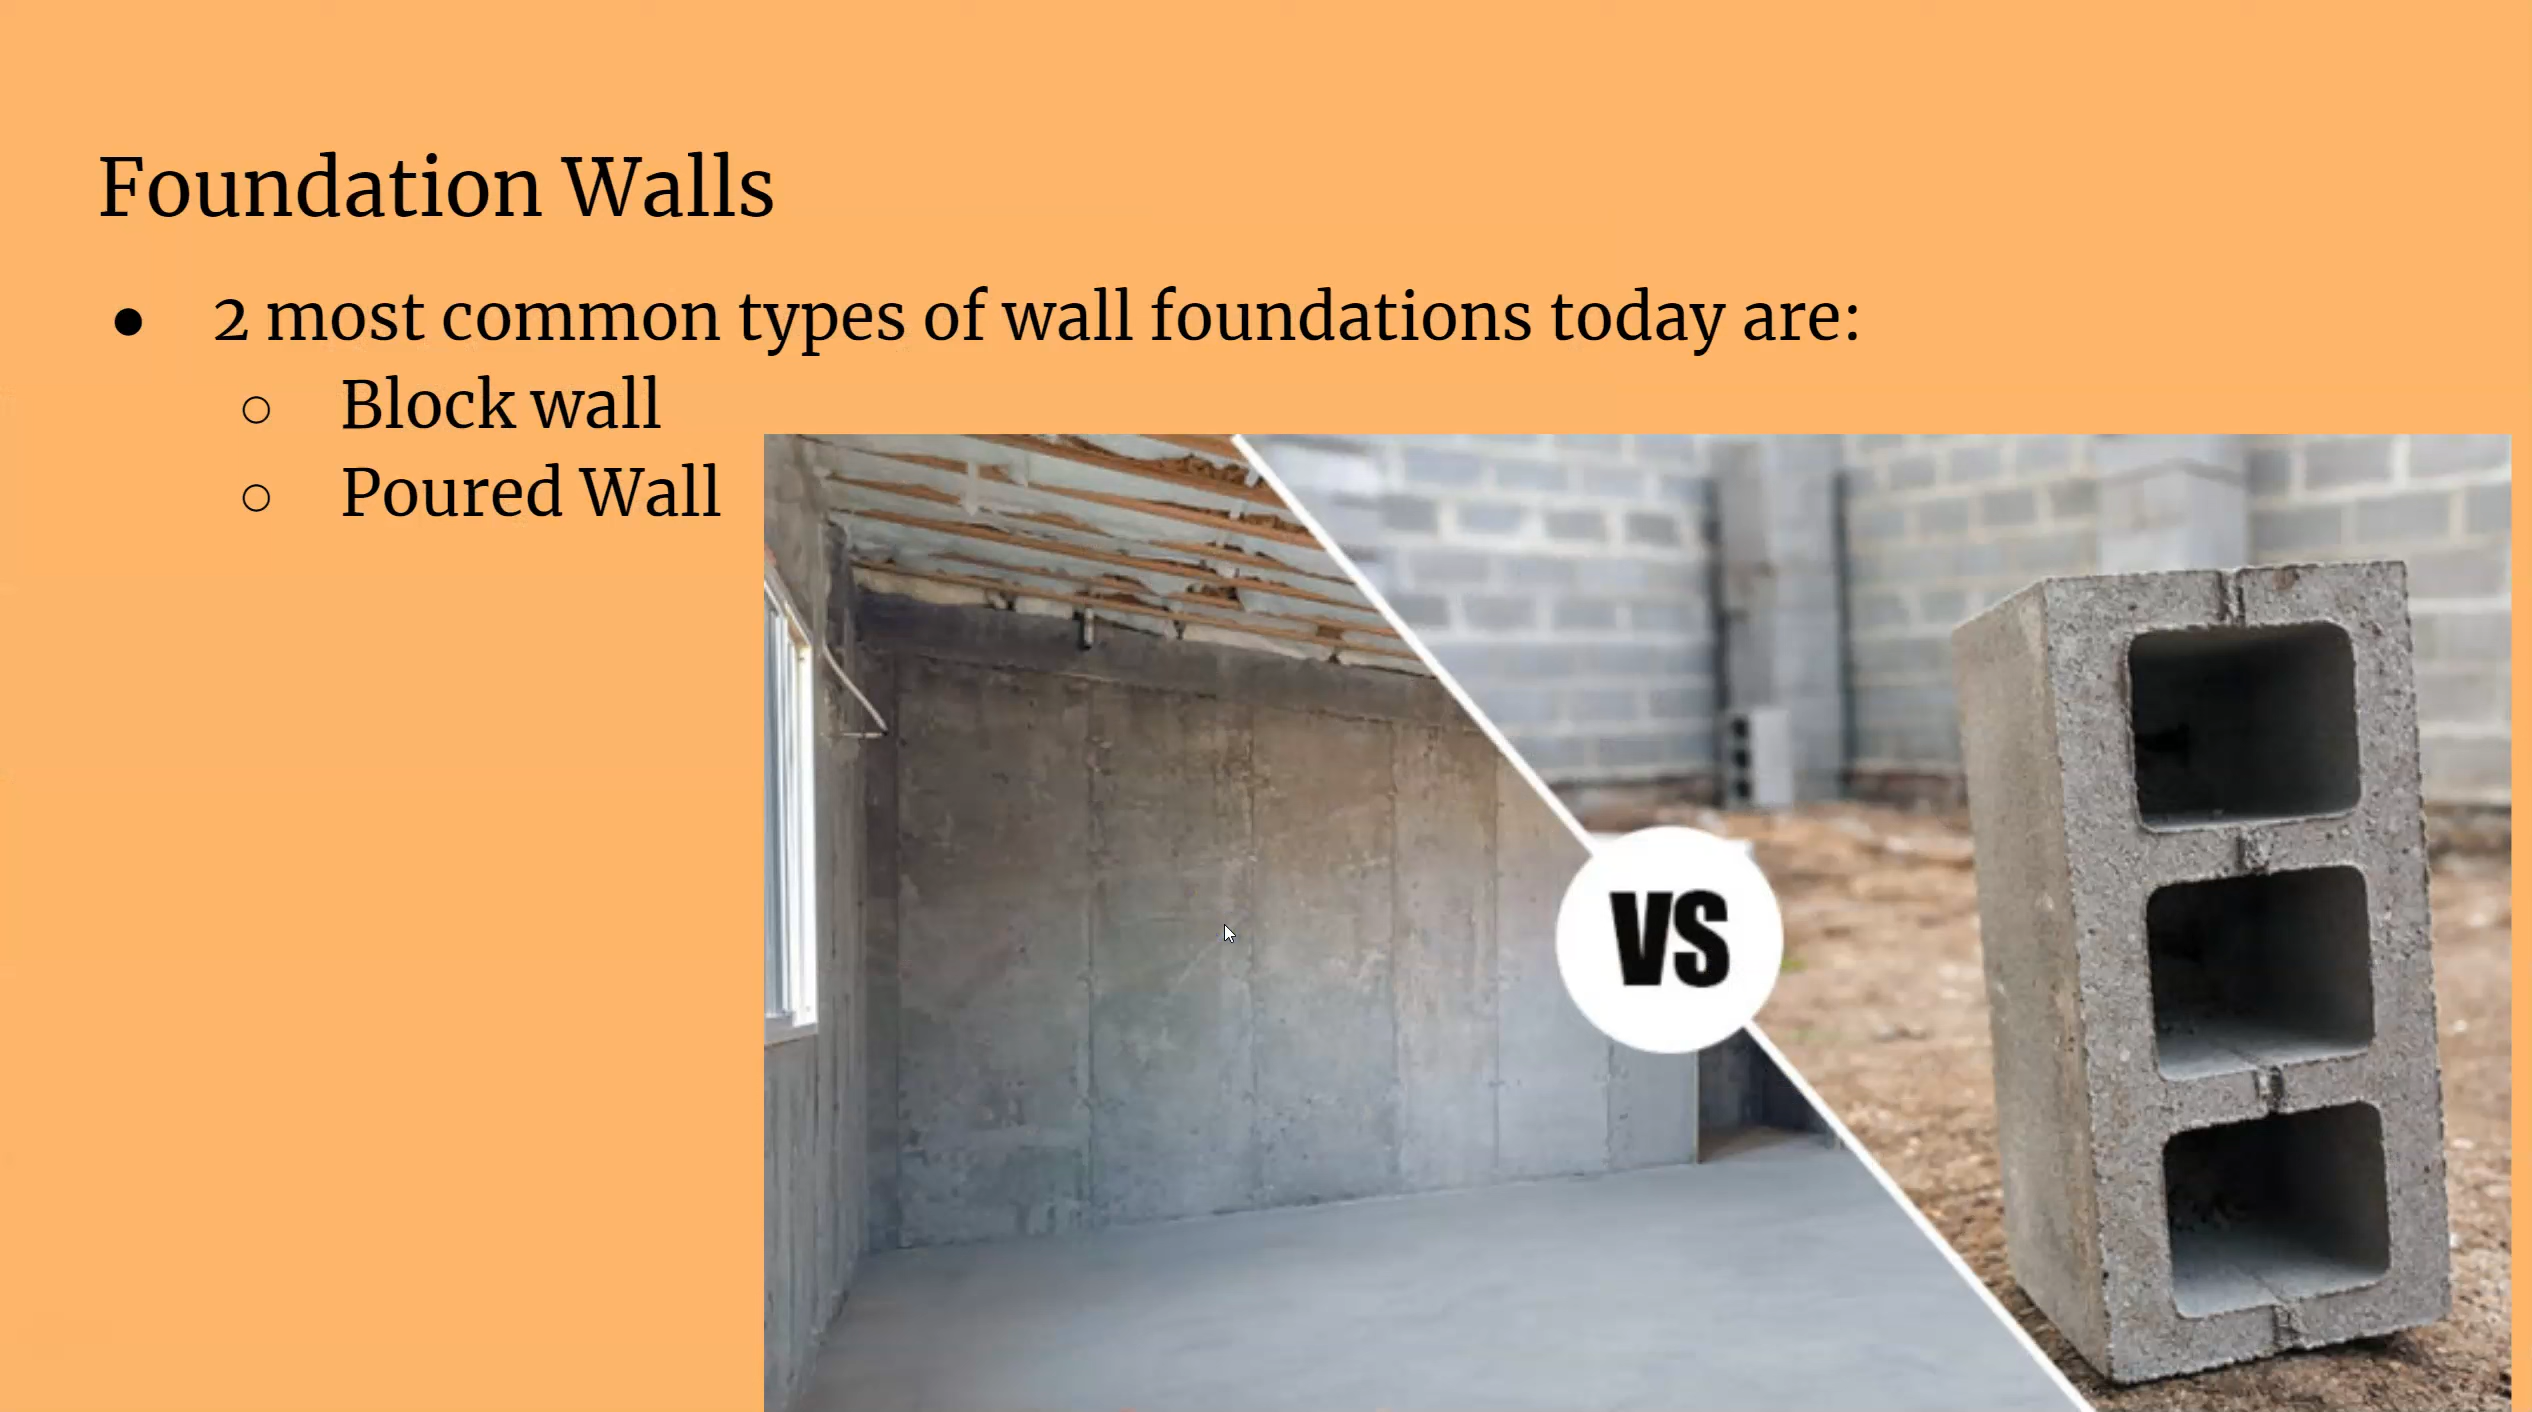 Foundation Walls
● 2 most common types of wall foundations today are:
○ Block wall
○ Poured Wall
VS